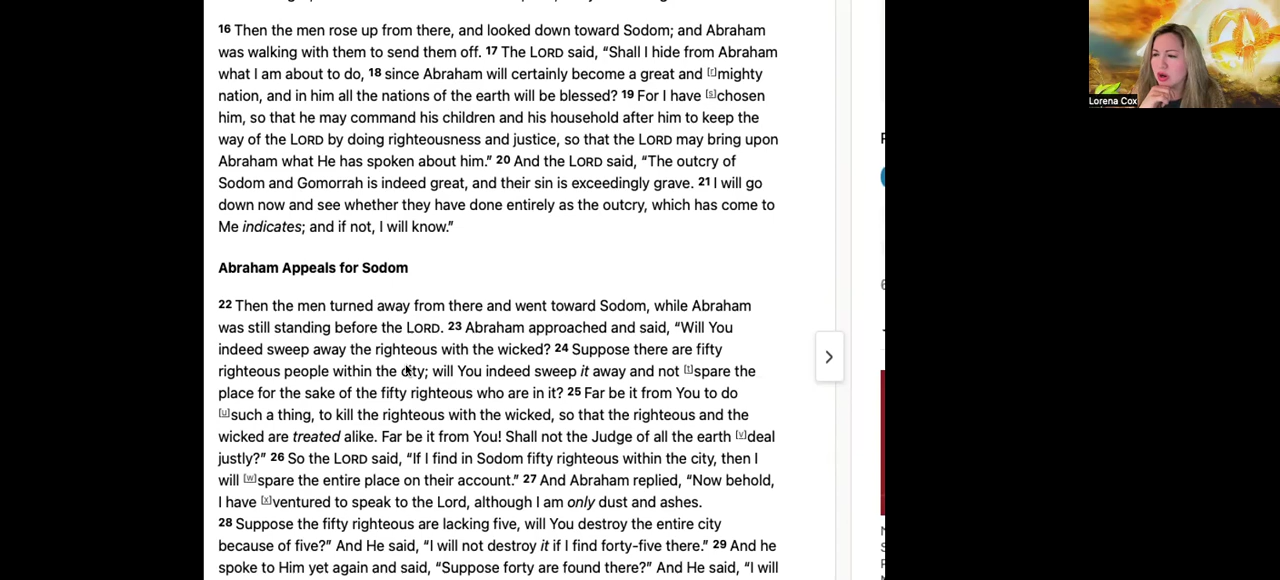 16 Then the men rose up from there, and looked down toward Sodom; and Abraham
was walking with them to send them off. 17 The LORD said, “Shall I hide from Abraham
what I am about to do, 18 since Abraham will certainly become a great and [r]mighty
nation, and in him all the nations of the earth will be blessed? 19 For I have [s]chosen
him, so that he may command his children and his household after him to keep the
way of the LORD by doing righteousness and justice, so that the LORD may bring upon
Abraham what He has spoken about him.” 20 And the LORD said, “The outcry of
Sodom and Gomorrah is indeed great, and their sin is exceedingly grave. 21 I will go
down now and see whether they have done entirely as the outcry, which has come to
Me indicates; and if not, I will know.”
Abraham Appeals for Sodom
22 Then the men turned away from there and went toward Sodom, while Abraham
was still standing before the LORD. 23 Abraham approached and said, “Will You
indeed sweep away the righteous with the wicked? 24 Suppose there are fifty
righteous people within the city; will You indeed sweep it away and not [t]spare the
place for the sake of the fifty righteous who are in it? 25 Far be it from You to do
[u]such a thing, to kill the righteous with the wicked, so that the righteous and the
wicked are treated alike. Far be it from You! Shall not the Judge of all the earth [v]deal
justly?” 26 So the LORD said, “If I find in Sodom fifty righteous within the city, then I
will [w]spare the entire place on their account.” 27 And Abraham replied, “Now behold,
I have [x]ventured to speak to the Lord, although I am only dust and ashes.
28 Suppose the fifty righteous are lacking five, will You destroy the entire city
because of five?” And He said, “I will not destroy it if I find forty-five there.” 29 And he
spoke to Him yet again and said, “Suppose forty are found there?” And He said, “I will
Lorena Cox